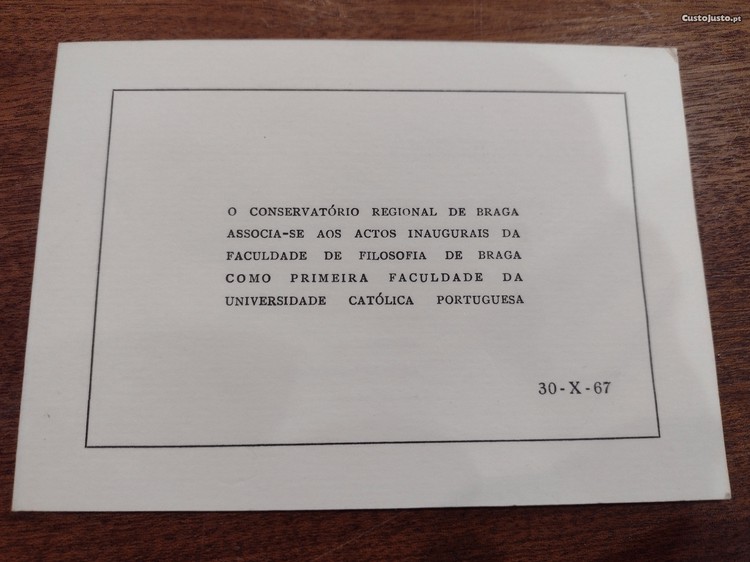 CustoJusto.pt
O CONSERVATÓRIO REGIONAL DE BRAGA
ASSOCIA-SE AOS ACTOS INAUGURAIS DA
FACULDADE DE FILOSOFIA DE BRAGA
COMO PRIMEIRA FACULDADE DA
UNIVERSIDADE CATÓLICA PORTUGUESA
30-X-67